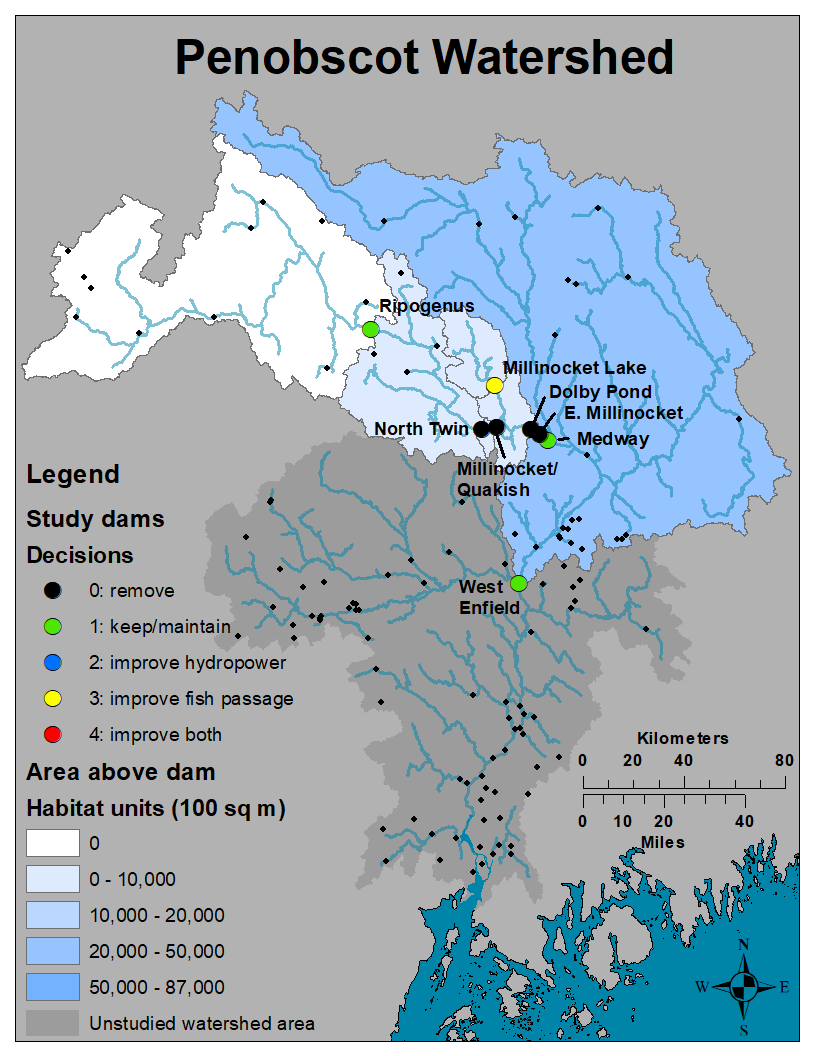 Penobscot Watershed
Ripogenus
Millinocket Lake
Dolby Pond
E. Millinocket
North Twin
Medway
Millinocket/
Quakish
West
Enfield
Legend
Study dams
Decisions
0: remove
1: keep/maintain
2: improve hydropower
3: improve fish passage
4: improve both
Area above dam
Habitat units (100 sq m)
0
0 - 10,000
10,000 - 20,000
20,000 - 50,000
50,000 - 87,000
Unstudied watershed area
Kilometers
0 20 40 80
0 10 20 40
Miles
N
W E
S